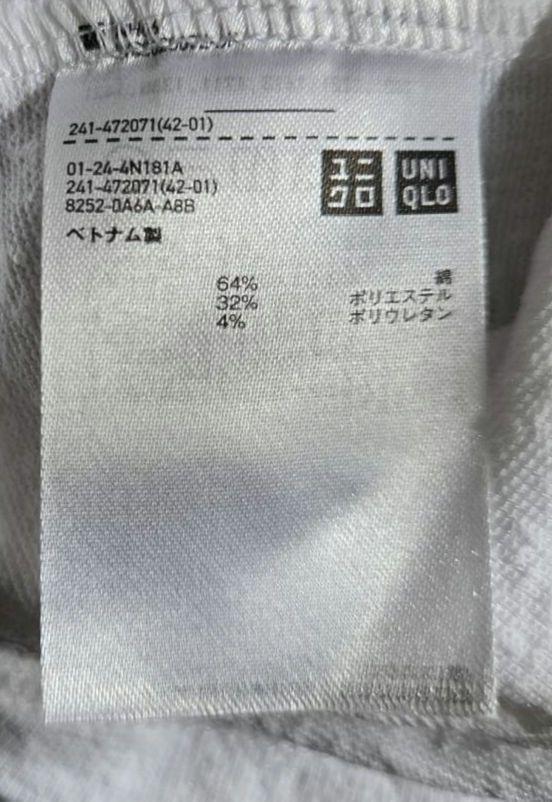 241-472071(42-01)
01-24-4N181A
241-472071(42-01)
8252-0A6A-A8B
ベトナム製
ユニ
クロ
UNI
QLO
64% 綿
32% ポリエステル
4% ポリウレタン